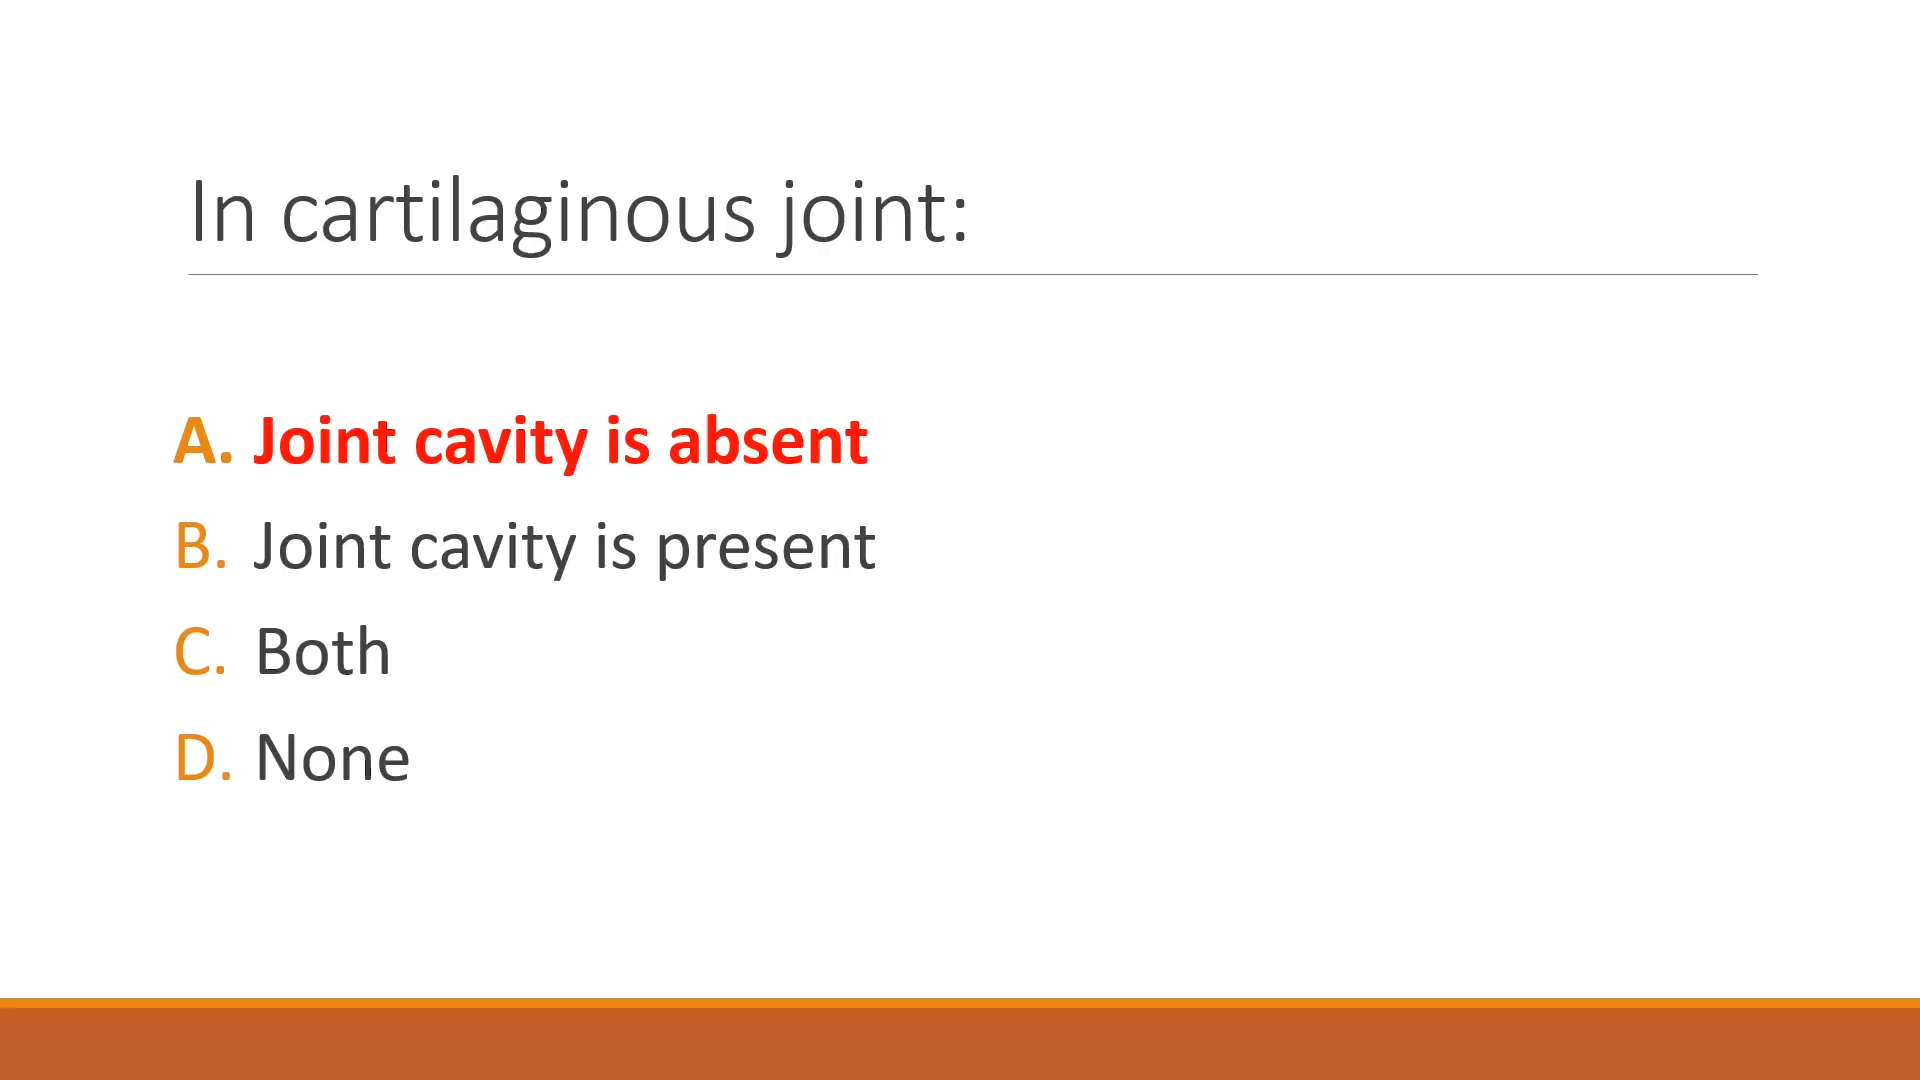 In cartilaginous joint:
A. Joint cavity is absent
B. Joint cavity is present
C. Both
D. None